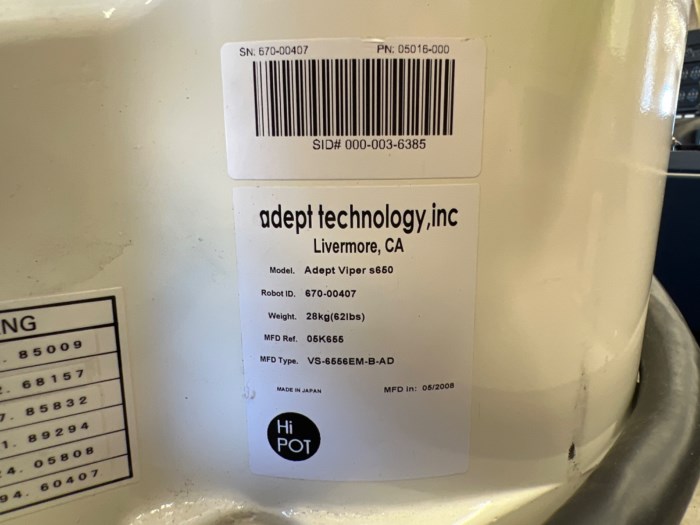 SN: 670-00407 PN: 05016-000
SID# 000-003-6385
adept technology,inc
Livermore, CA
Model. Adept Viper s650
Robot ID. 670-00407
Weight. 28kg(62lbs)
MFD Ref. 05K655
MFD Type. VS-6556EM-B-AD
MADE IN JAPAN MFD In: 05/2008
Hi
POT
NG
. 85009
. 68157
7. 85832
1. 89294
4. 05808
94. 60407